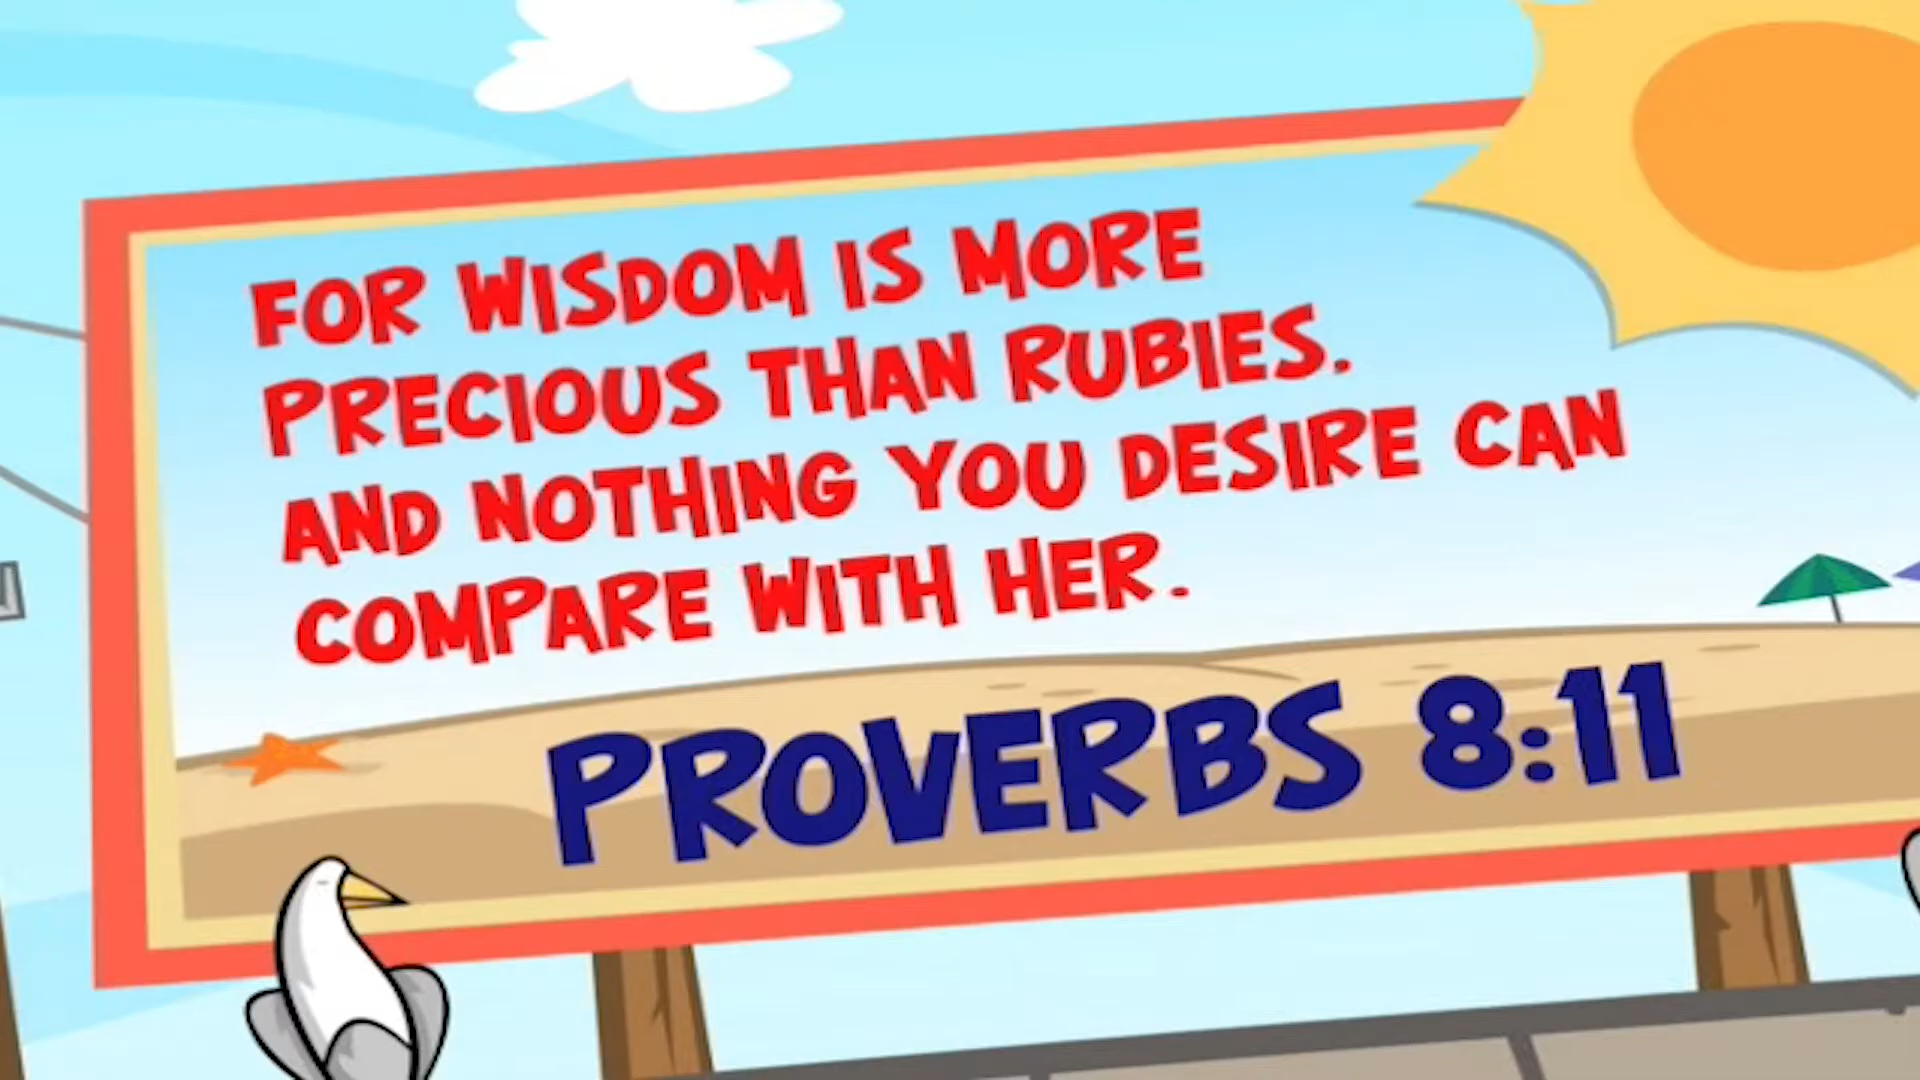 FOR WISDOM IS MORE
PRECIOUS THAN RUBIES.
AND NOTHING YOU DESIRE CAN
COMPARE WITH HER.
PROVERBS 8:11